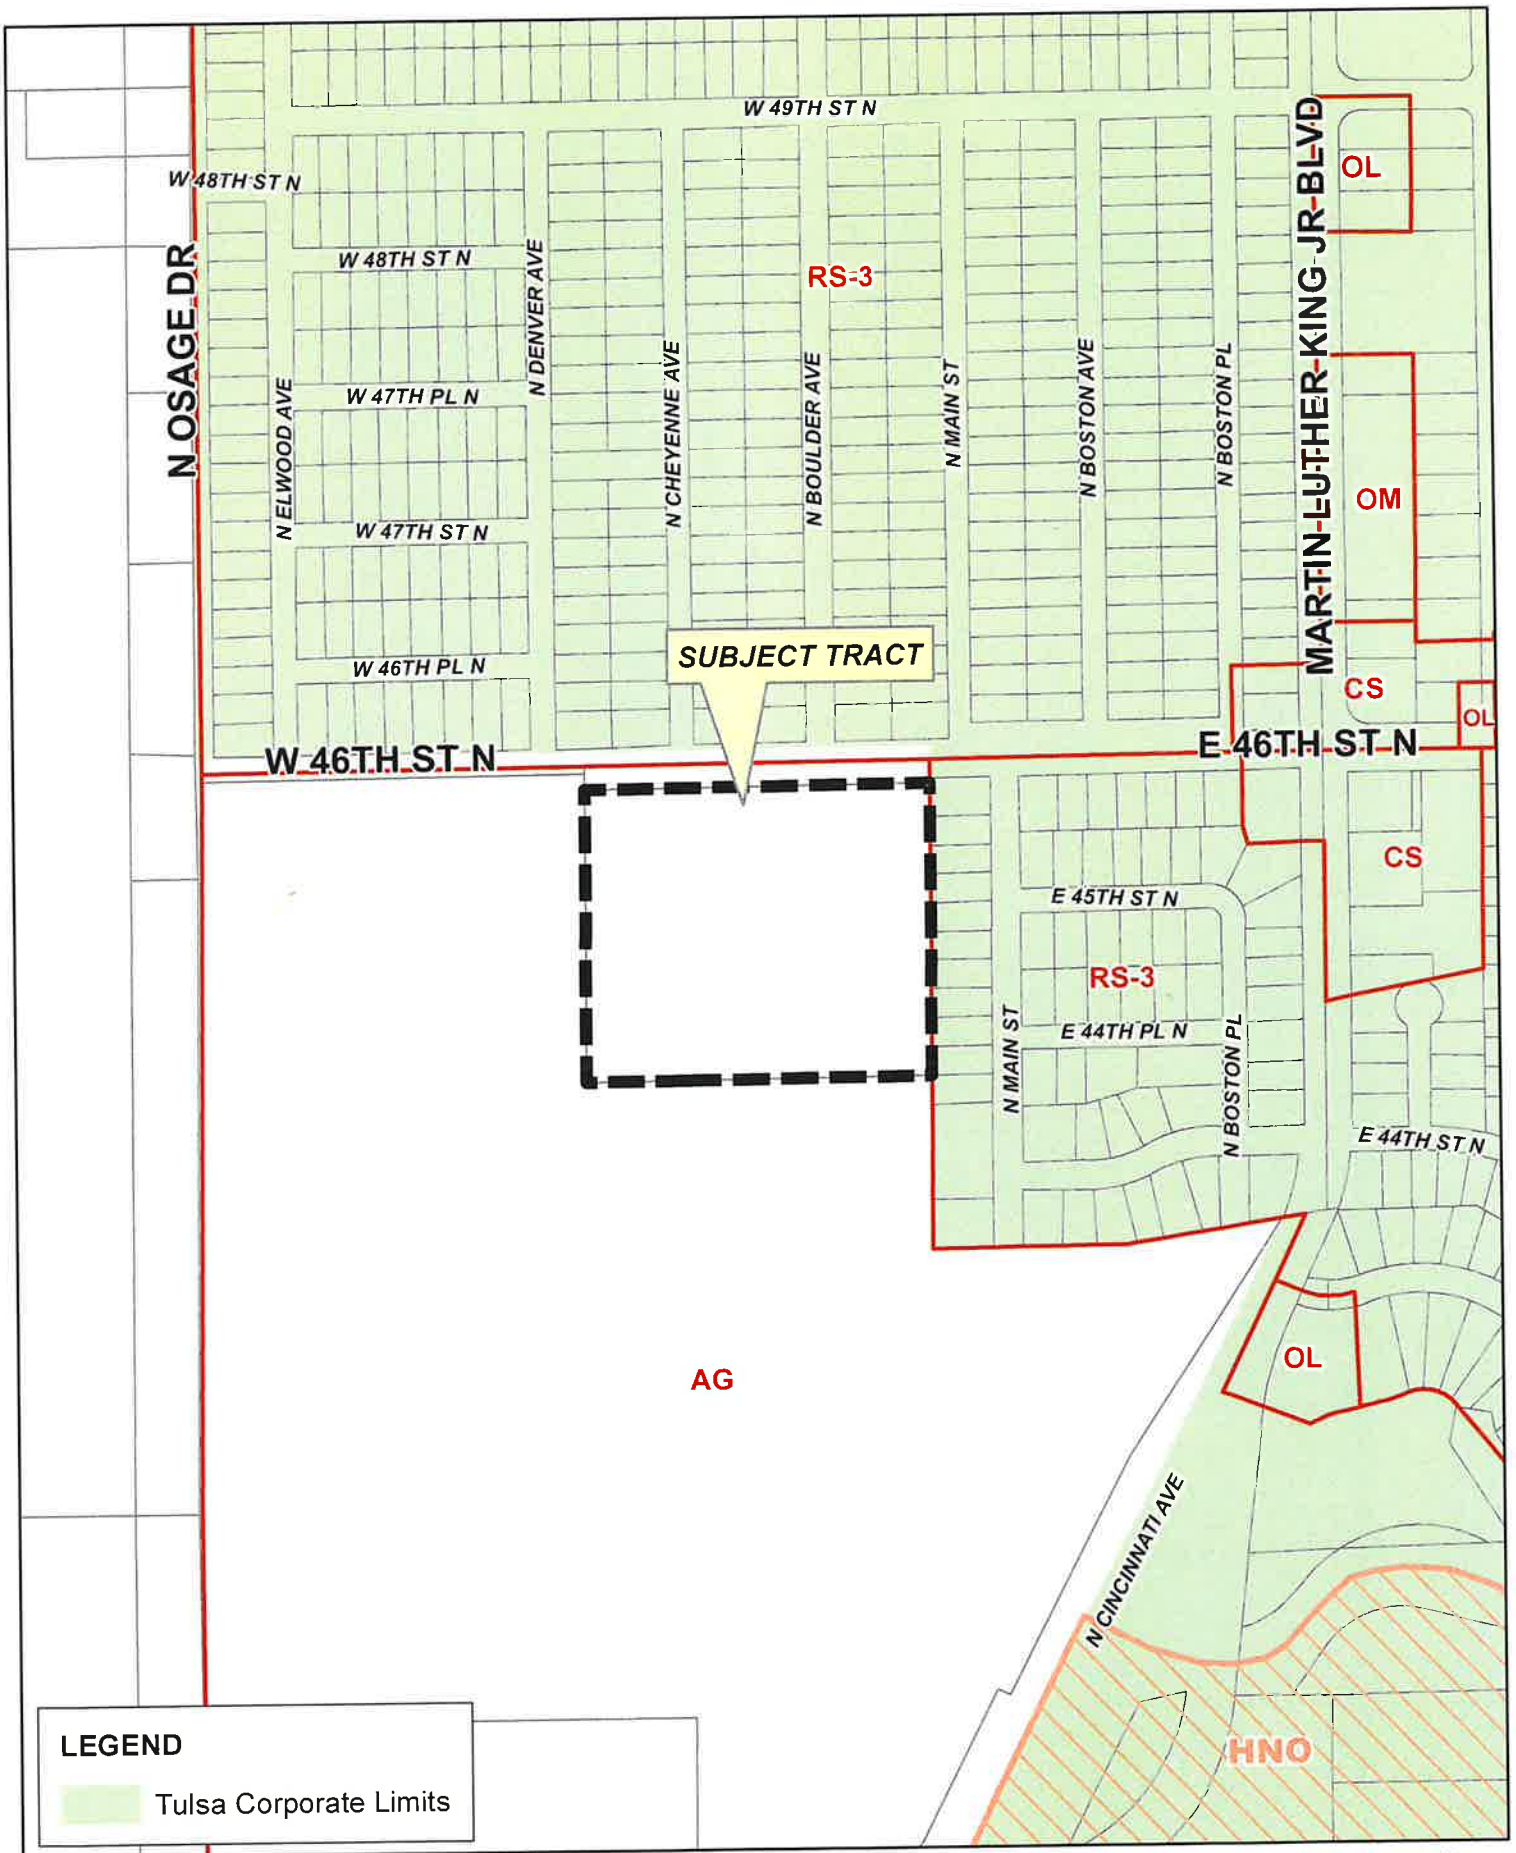 W 49TH ST N
OL
W 48TH ST N
W 48TH ST N
RS-3
N OSAGE DR
N ELWOOD AVE
N DENVER AVE
N CHEYENNE AVE
N BOULDER AVE
N MAIN ST
N BOSTON AVE
N BOSTON PL
MARTIN LUTHER KING JR BLVD
W 47TH PL N
OM
W 47TH ST N
W 46TH PL N
SUBJECT TRACT
CS
OL
W 46TH ST N
E 46TH ST N
CS
E 45TH ST N
RS-3
E 44TH PL N
N MAIN ST
N BOSTON PL
E 44TH ST N
OL
AG
N CINCINNATI AVE
HNO
LEGEND
Tulsa Corporate Limits